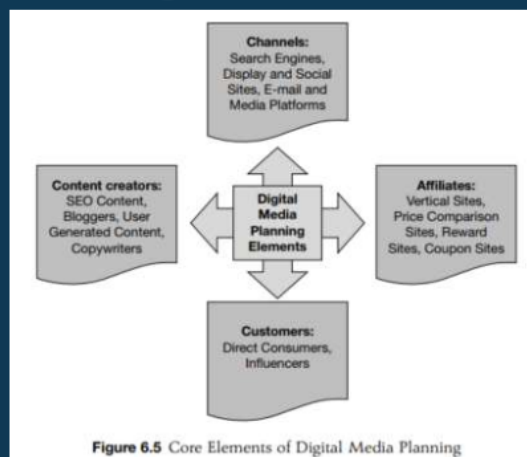 Channels:
Search Engines,
Display and Social
Sites, E-mail and
Media Platforms
Content creators:
SEO Content,
Bloggers, User
Generated Content,
Copywriters
Digital
Media
Planning
Elements
Affiliates:
Vertical Sites,
Price Comparison
Sites, Reward
Sites, Coupon Sites
Customers:
Direct Consumers,
Influencers
Figure 6.5 Core Elements of Digital Media Planning